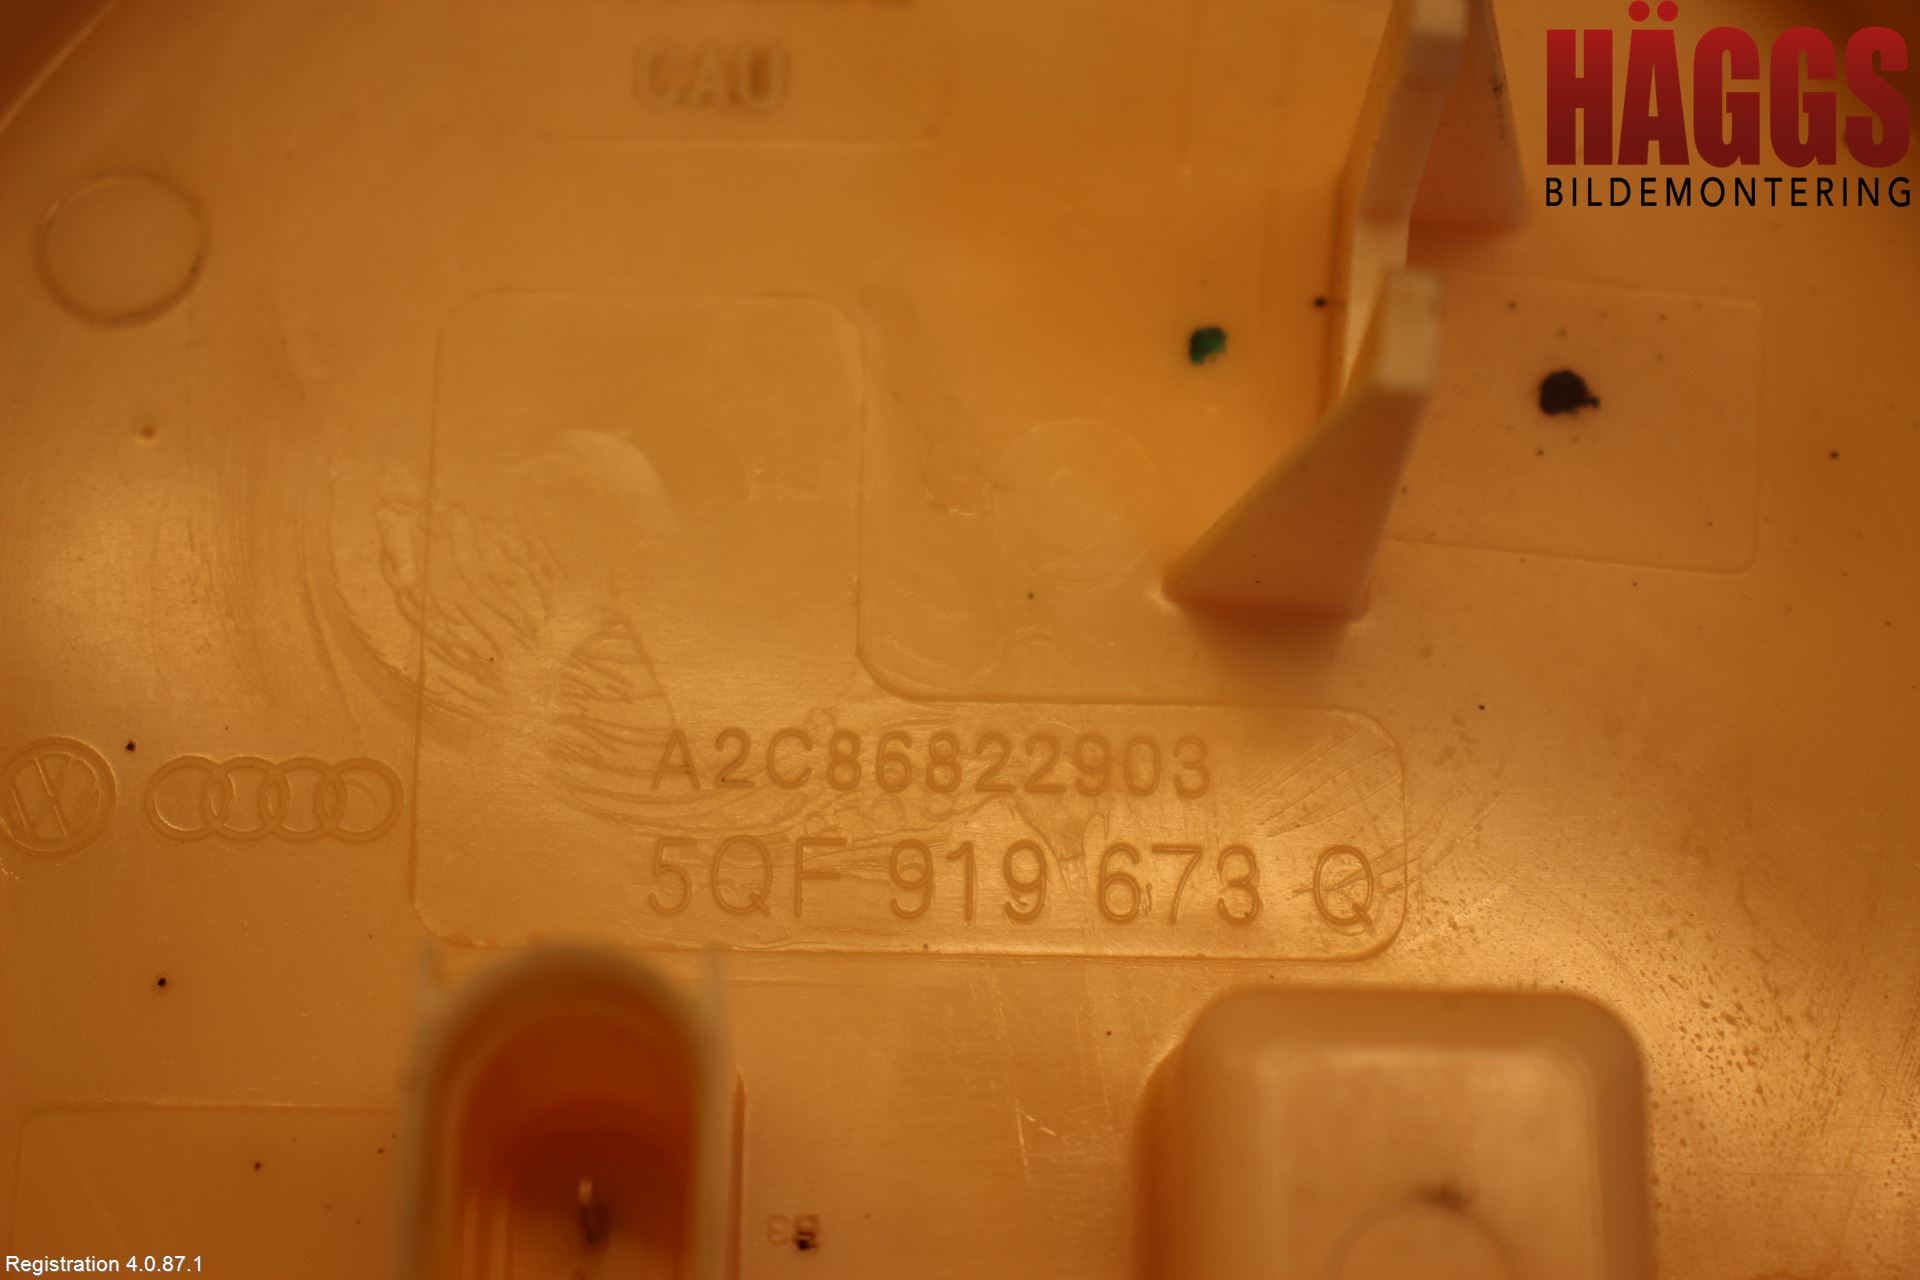 CAU
HÄGGS
BILDEMONTERING
A2C86822903
5QF 919 673 Q
Registration 4.0.87.1